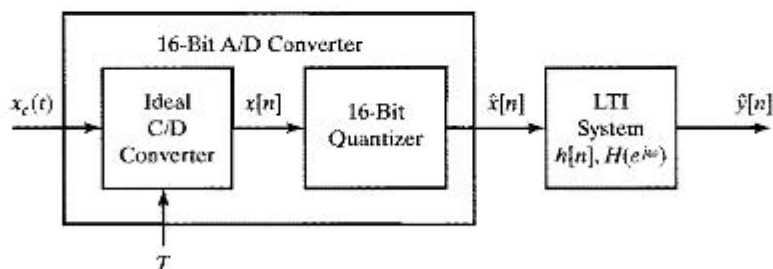 16-Bit A/D Converter
x_c(t)
Ideal
C/D
Converter
x[n]
16-Bit
Quantizer
x̂[n]
LTI
System
h[n], H(e^{jω})
ŷ[n]
T